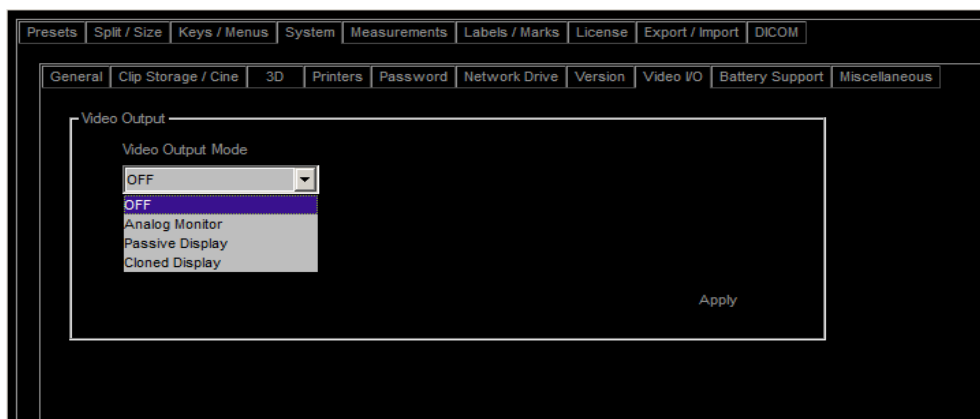 Presets Split / Size Keys / Menus System Measurements Labels / Marks License Export / Import DICOM
General Clip Storage / Cine 3D Printers Password Network Drive Version Video I/O Battery Support Miscellaneous
Video Output
Video Output Mode
OFF
OFF
Analog Monitor
Passive Display
Cloned Display
Apply